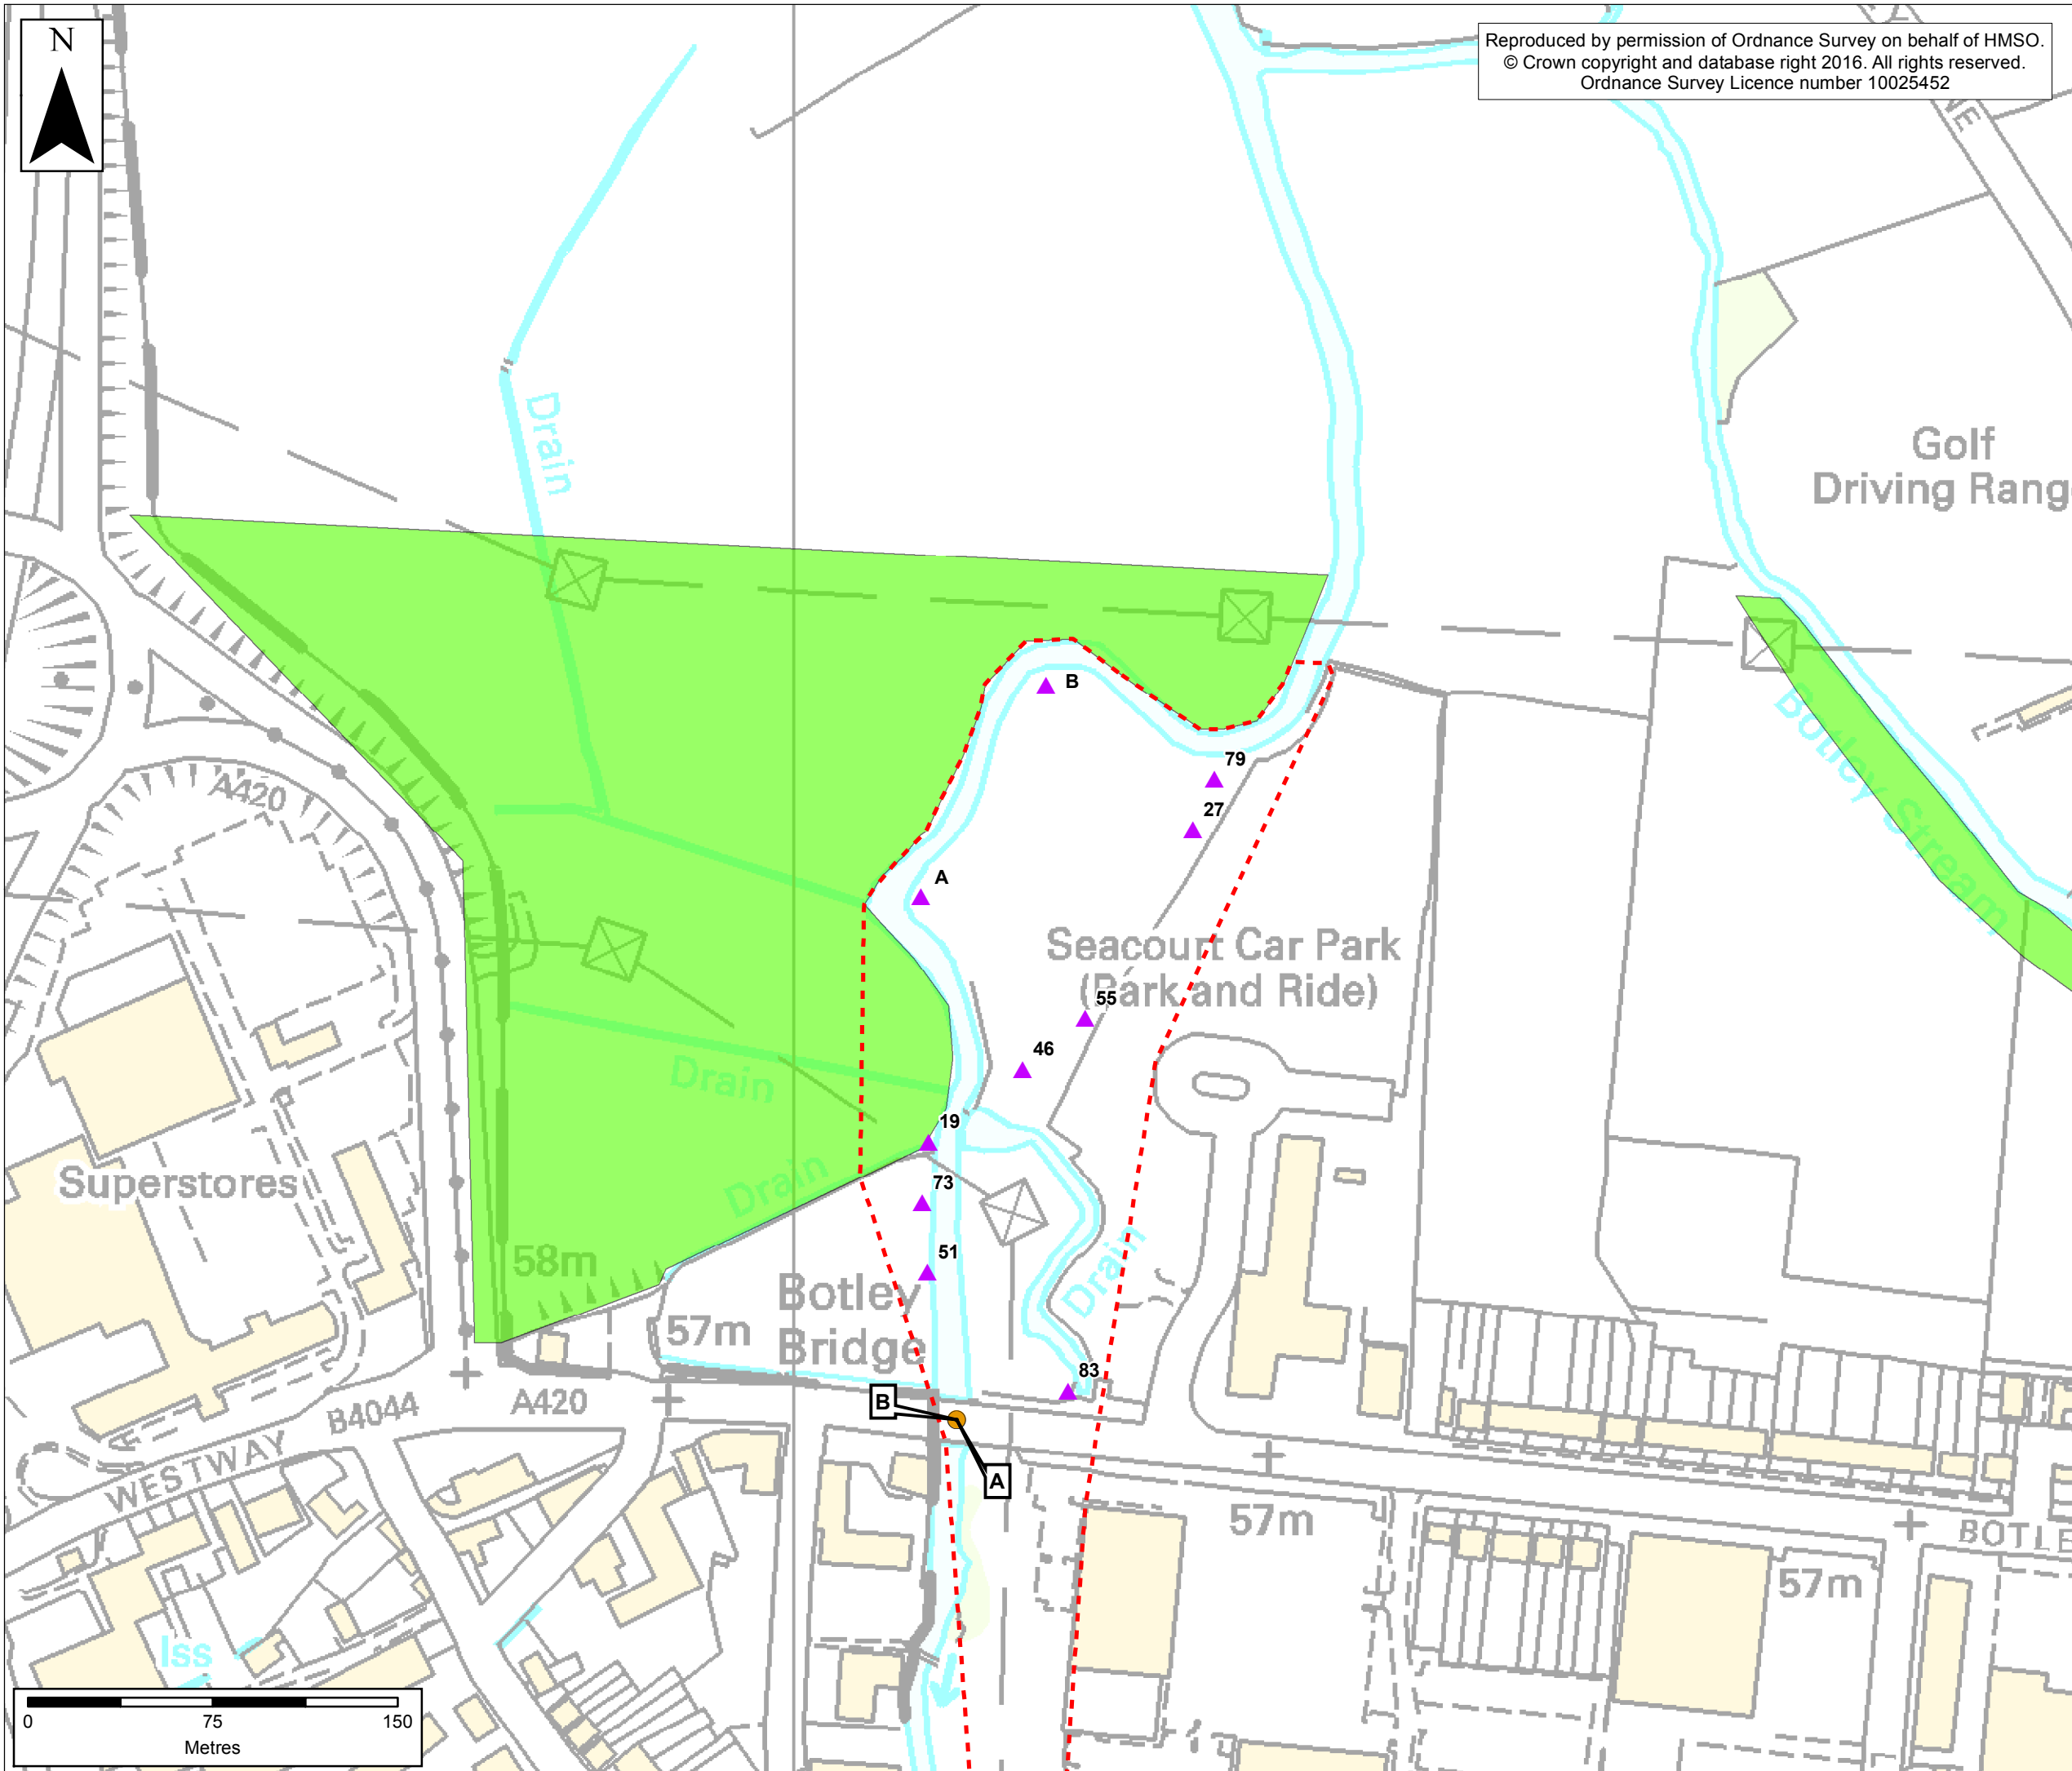 N
Reproduced by permission of Ordnance Survey on behalf of HMSO.
© Crown copyright and database right 2016. All rights reserved.
Ordnance Survey Licence number 10025452
NE
Drain
Golf
Driving Rang
B
Botley Stream
79
A420
27
A
Seacourt Car Park
(Park and Ride)
55
46
Drain
19
Superstores
Drain
73
51
58m
Drain
Botley
Bridge
57m
83
B
A420
B4044
WESTWAY
A
57m
BOTLE
57m
Iss
0 75 150
Metres